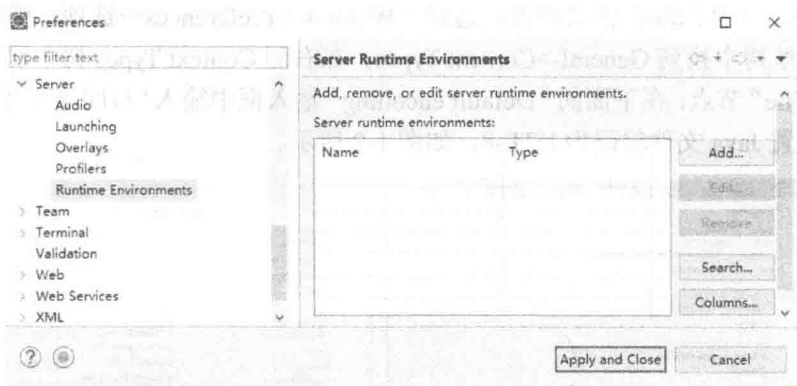 Preferences
type filter text
Server
Audio
Launching
Overlays
Profilers
Runtime Environments
Team
Terminal
Validation
Web
Web Services
XML
Server Runtime Environments
Add, remove, or edit server runtime environments.
Server runtime environments:
Name Type
Add...
Edit...
Remove
Search...
Columns...
Apply and Close Cancel